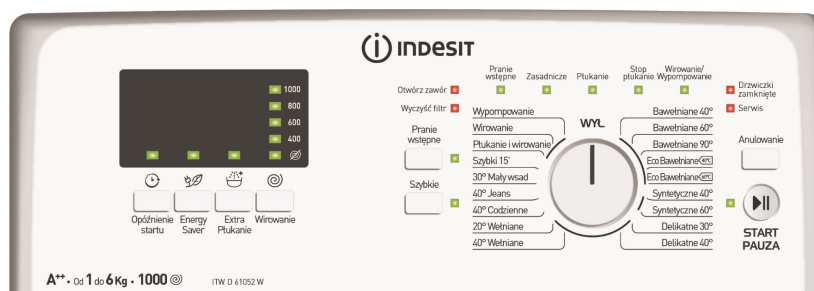 indesit
1000
800
600
400
Opóźnienie
startu
Energy
Saver
Extra
Płukanie
Wirowanie
A++ • Od 1 do 6 Kg • 1000
ITW D 61052 W
Otwórz zawór
Wyczyść filtr
Pranie
wstępne
Zasadnicze
Płukanie
Stop
płukanie
Wirowanie/
Wypompowanie
Drzwiczki
zamknięte
Serwis
Pranie
wstępne
Szybkie
Wypompowanie
Wirowanie
Płukanie i wirowanie
Szybki 15'
30° Mały wsad
40° Jeans
40° Codzienne
20° Wełniane
40° Wełniane
WYŁ
Bawełniane 40°
Bawełniane 60°
Bawełniane 90°
Eco Bawełniane
Eco Bawełniane
Syntetyczne 40°
Syntetyczne 60°
Delikatne 30°
Delikatne 40°
Anulowanie
START
PAUZA